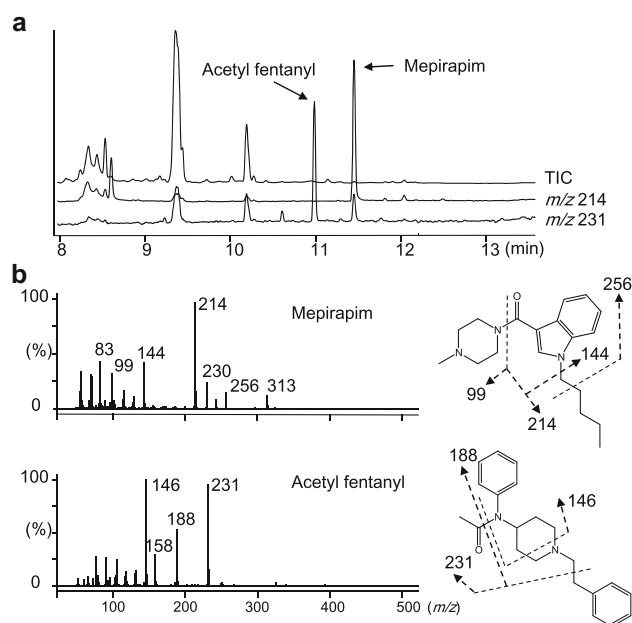 a
Acetyl fentanyl
Mepirapim
TIC
m/z 214
m/z 231
8 9 10 11 12 13 (min)
b
100
(%)
0
Mepirapim
83
99
144
214
230
256
313
O
N
N
N
99
214
144
256
100
(%)
0
Acetyl fentanyl
146
158
188
231
100 200 300 400 500 (m/z)
188
N
O
N
146
231